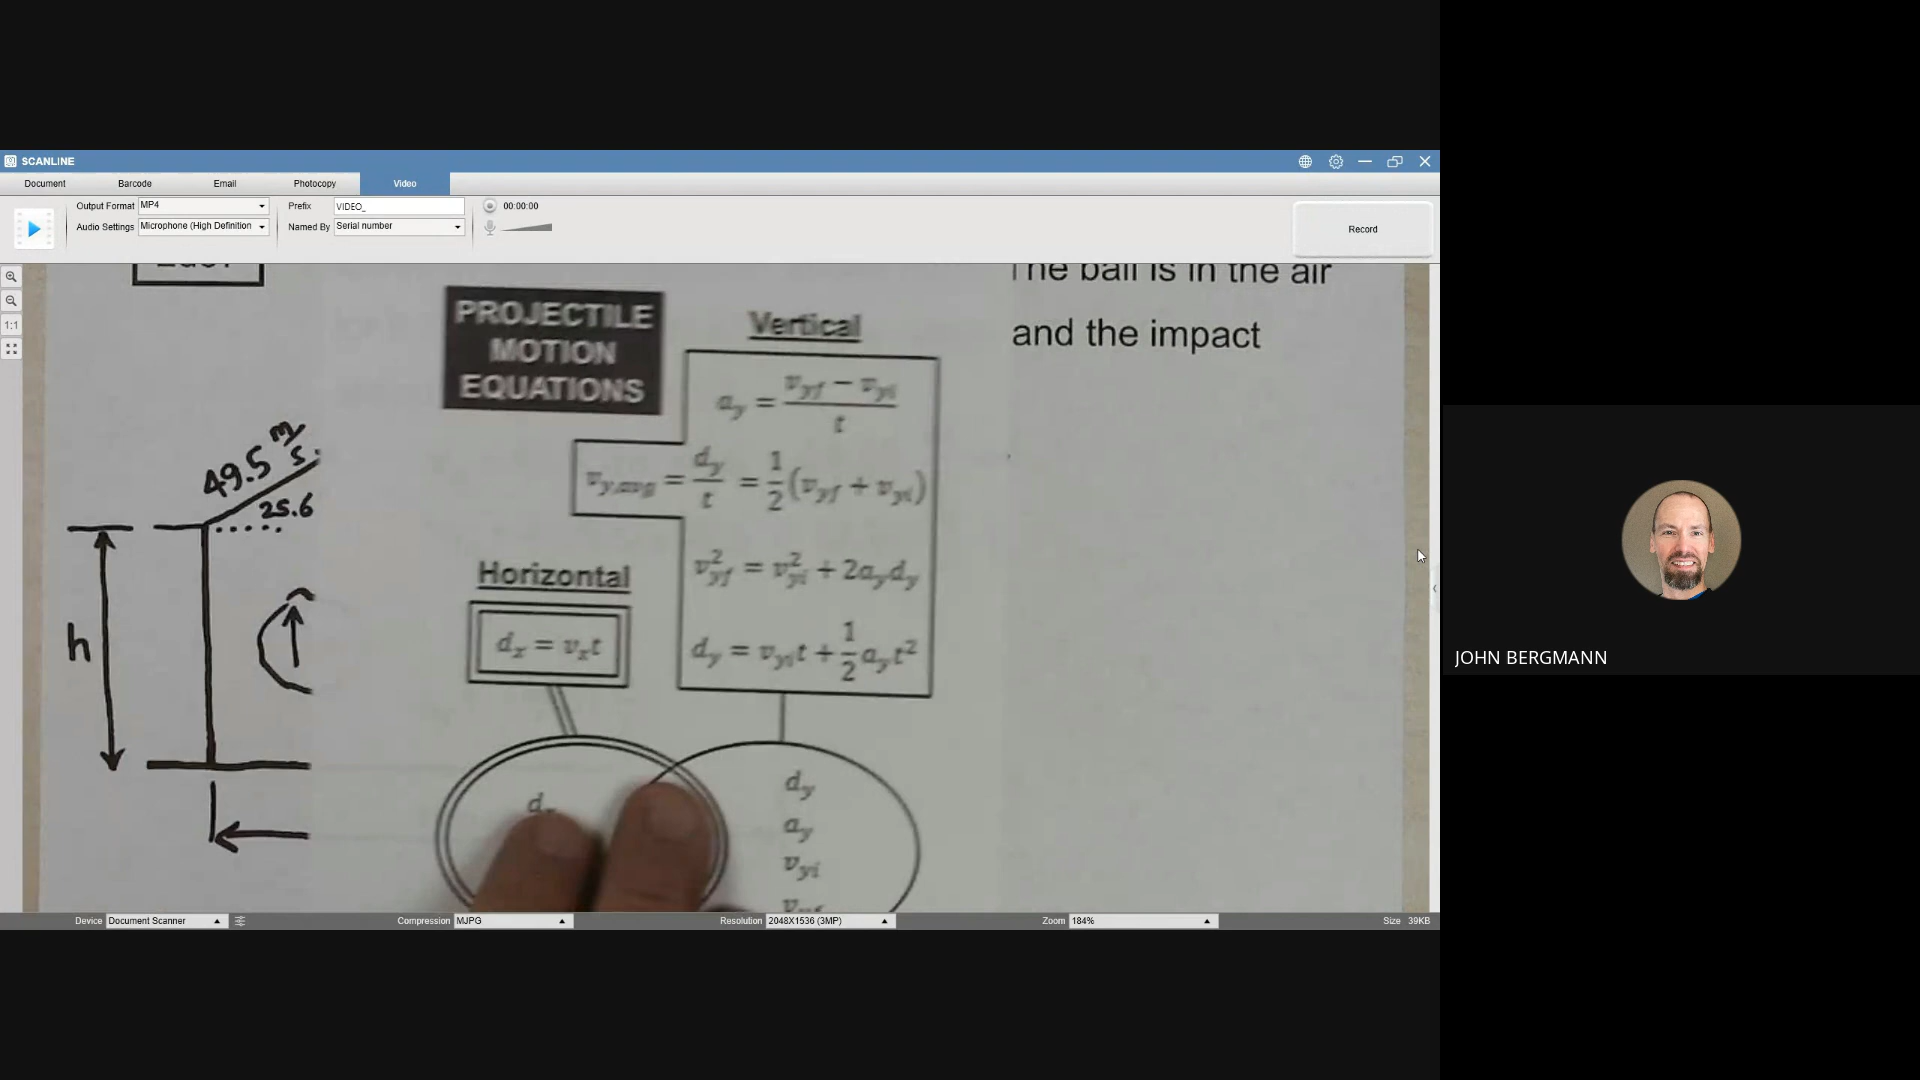 SCANLINE
Document
Barcode
Email
Photocopy
Video
Output Format
MP4
Prefix
VIDEO_
00:00:00
Audio Settings
Microphone (High Definition
Named By
Serial number
Record
1:1
The ball is in the air
and the impact
PROJECTILE
MOTION
EQUATIONS
Vertical
a_y = (v_yf − v_yi)/t
v_y,avg = d_y/t = 1/2(v_yf + v_yi)
v_yf² = v_yi² + 2a_yd_y
d_y = v_yit + 1/2a_yt²
Horizontal
d_x = v_xt
49.5 m/s
25.6
h
d_y
a_y
v_yi
JOHN BERGMANN
Device
Document Scanner
Compression
MJPG
Resolution
2048X1536 (3MP)
Zoom
184%
Size
39KB